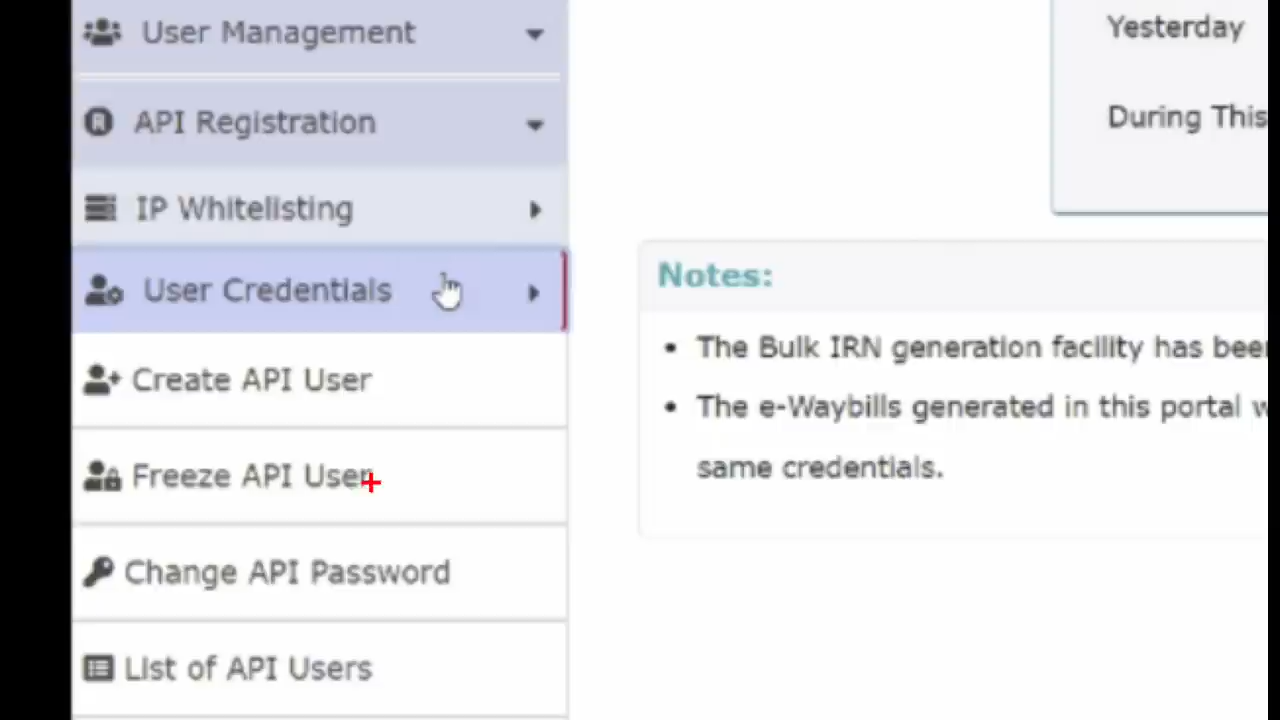 User Management
API Registration
IP Whitelisting
User Credentials
Create API User
Freeze API User
Change API Password
List of API Users
Yesterday
During This
Notes:
• The Bulk IRN generation facility has been
• The e-Waybills generated in this portal w
same credentials.